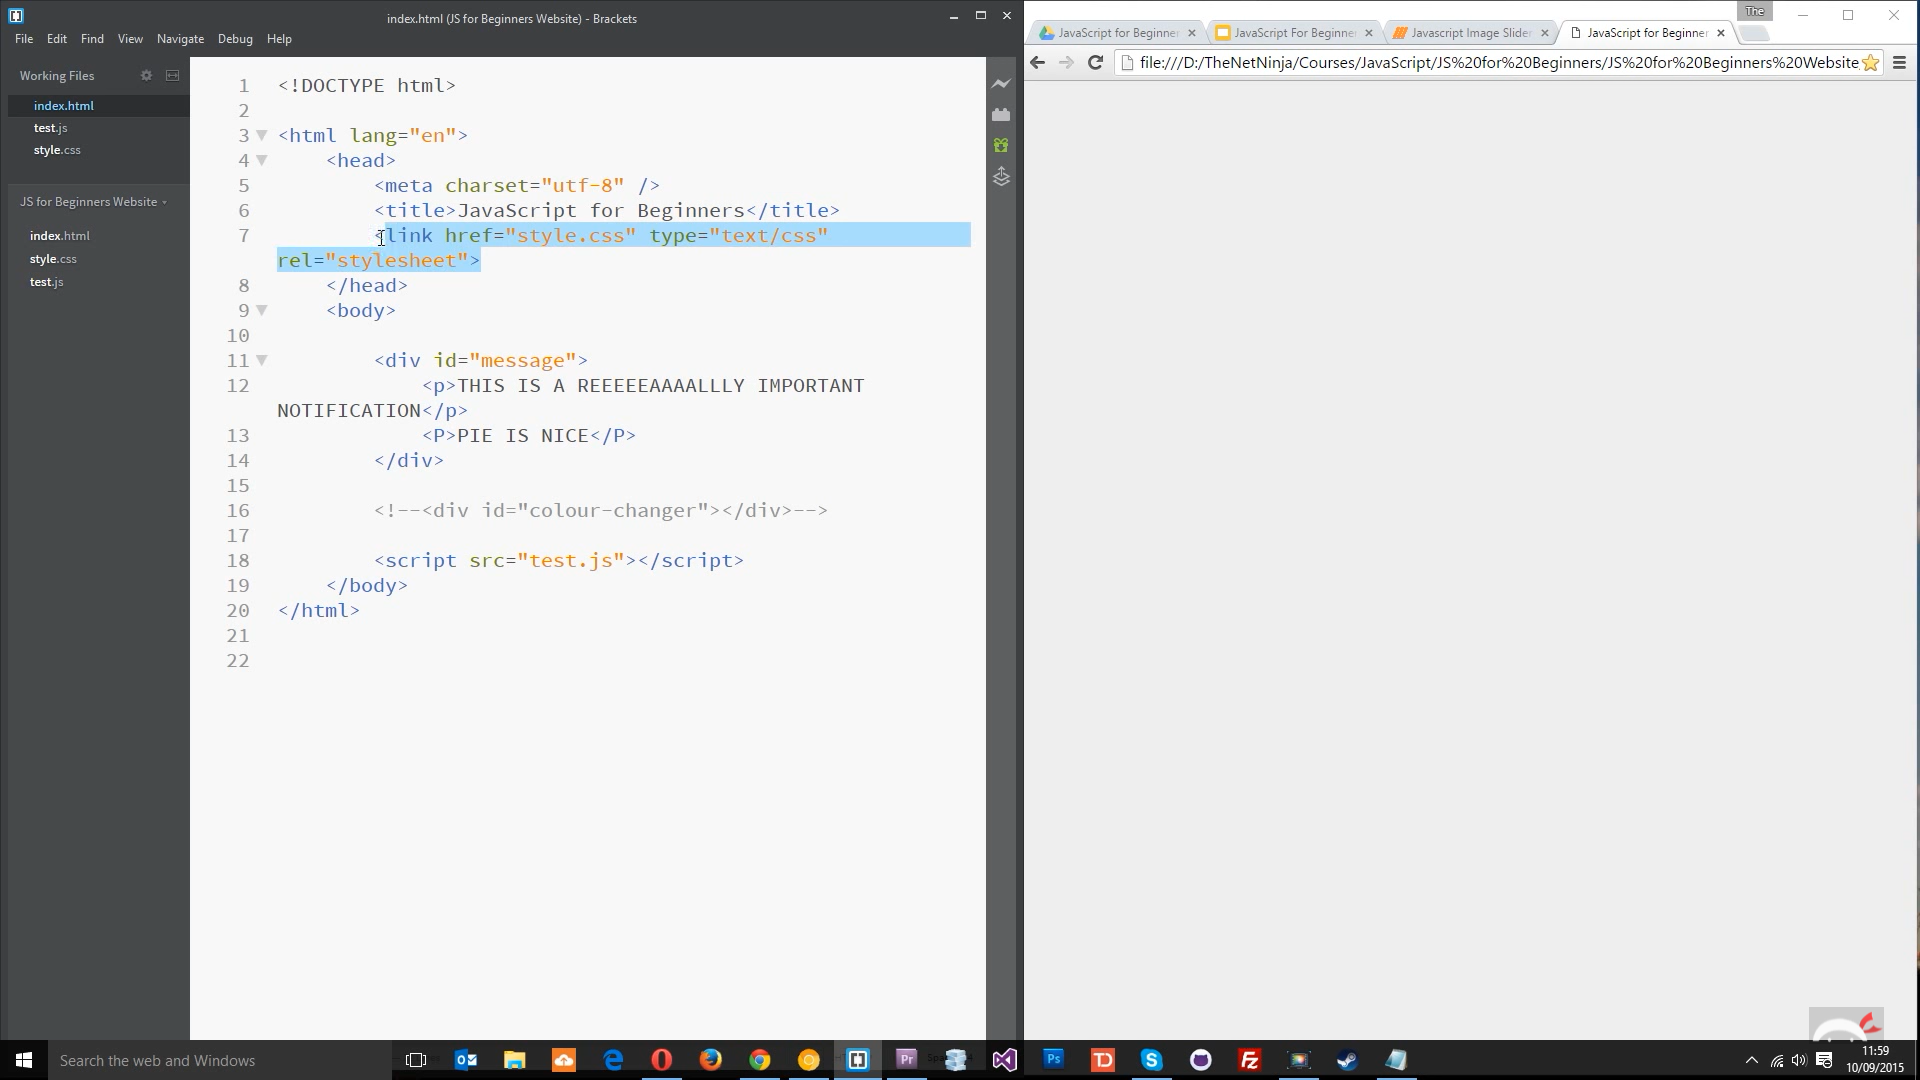 index.html (JS for Beginners Website) - Brackets
File Edit Find View Navigate Debug Help
Working Files
index.html
test.js
style.css
JS for Beginners Website
index.html
style.css
test.js
1 <!DOCTYPE html>
2
3 <html lang="en">
4 <head>
5 <meta charset="utf-8" />
6 <title>JavaScript for Beginners</title>
7 <link href="style.css" type="text/css"
rel="stylesheet">
8 </head>
9 <body>
10
11 <div id="message">
12 <p>THIS IS A REEEEEAAAALLLY IMPORTANT
NOTIFICATION</p>
13 <P>PIE IS NICE</P>
14 </div>
15
16 <!--<div id="colour-changer"></div>-->
17
18 <script src="test.js"></script>
19 </body>
20 </html>
21
22
The
JavaScript for Beginner
JavaScript For Beginne
Javascript Image Slide
JavaScript for Beginner
file:///D:/TheNetNinja/Courses/JavaScript/JS%20for%20Beginners/JS%20for%20Beginners%20Website
Search the web and Windows
Pr
Ps
TD
Fz
11:59
10/09/2015